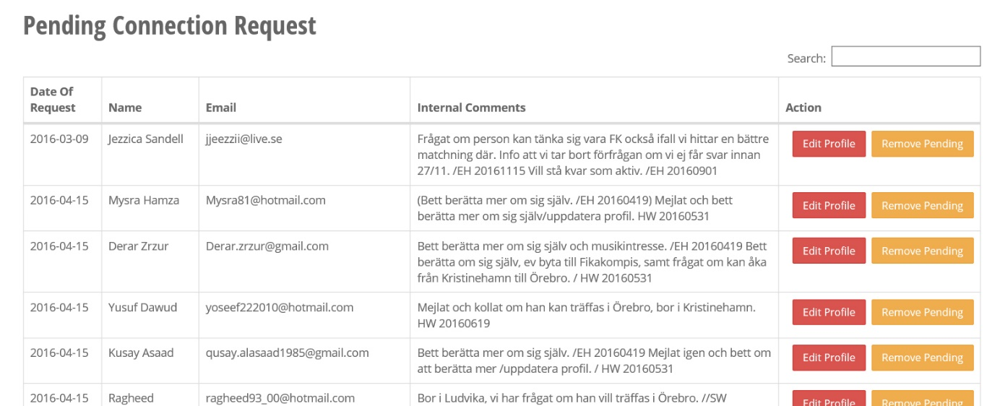 Pending Connection Request
Search:
Date Of
Request Name Email Internal Comments Action
2016-03-09 Jezzica Sandell jjeezzii@live.se Frågat om person kan tänka sig vara FK också ifall vi hittar en bättre Edit Profile Remove Pending
matchning där. Info att vi tar bort förfrågan om vi ej får svar innan
27/11. /EH 20161115 Vill stå kvar som aktiv. /EH 20160901
2016-04-15 Mysra Hamza Mysra81@hotmail.com (Bett berätta mer om sig själv. /EH 20160419) Mejlat och bett Edit Profile Remove Pending
berätta mer om sig själv/uppdatera profil. HW 20160531
2016-04-15 Derar Zrzur Derar.zrzur@gmail.com Bett berätta mer om sig själv och musikintresse. /EH 20160419 Bett Edit Profile Remove Pending
berätta om sig själv, ev byta till Fikakompis, samt frågat om kan åka
från Kristinehamn till Örebro. / HW 20160531
2016-04-15 Yusuf Dawud yoseef222010@hotmail.com Mejlat och kollat om han kan träffas i Örebro, bor i Kristinehamn. Edit Profile Remove Pending
HW 20160619
2016-04-15 Kusay Asaad qusay.alasaad1985@gmail.com Bett berätta mer om sig själv. /EH 20160419 Mejlat igen och bett om Edit Profile Remove Pending
att berätta mer /uppdatera profil. / HW 20160531
2016-04-15 Ragheed ragheed93_00@hotmail.com Bor i Ludvika, vi har frågat om han vill träffas i Örebro. //SW Edit Profile Remove Pending